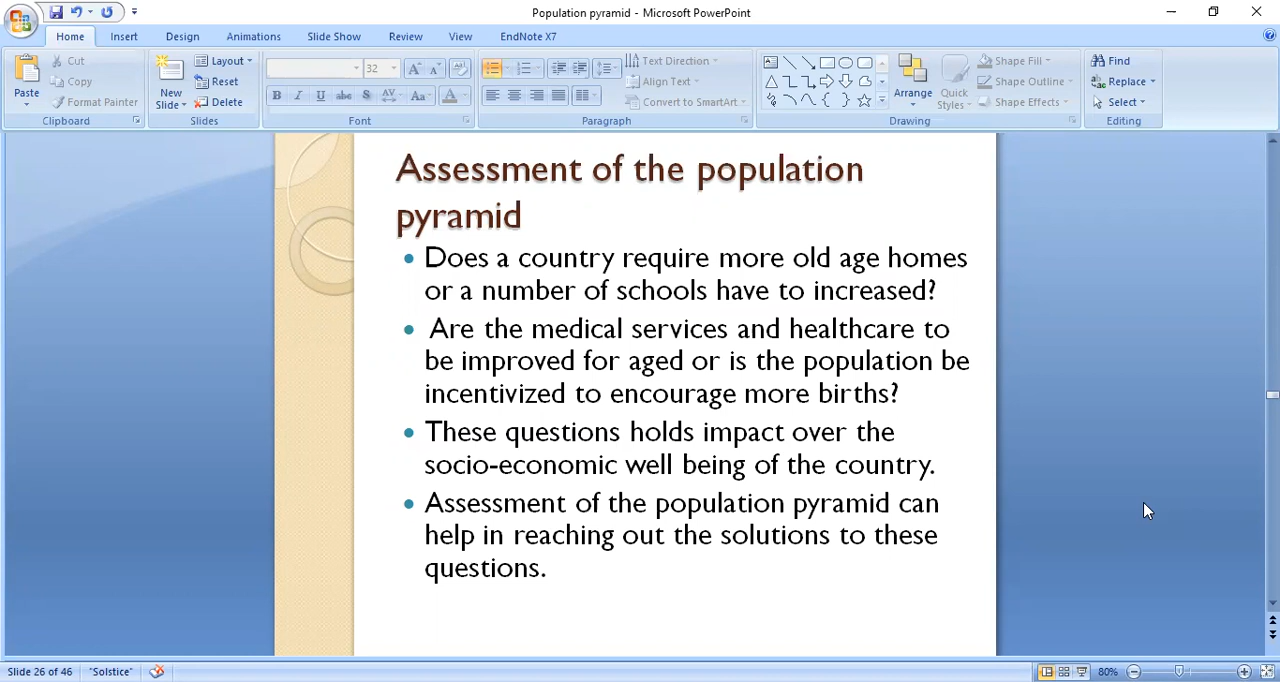 Population pyramid - Microsoft PowerPoint
Home Insert Design Animations Slide Show Review View EndNote X7
Paste
Cut
Copy
Format Painter
Clipboard
New
Slide
Layout
Reset
Delete
Slides
32
B I U abc S AV Aa A
Font
Text Direction
Align Text
Convert to SmartArt
Paragraph
Arrange
Quick
Styles
Shape Fill
Shape Outline
Shape Effects
Drawing
Find
Replace
Select
Editing
Assessment of the population
pyramid
• Does a country require more old age homes
or a number of schools have to increased?
• Are the medical services and healthcare to
be improved for aged or is the population be
incentivized to encourage more births?
• These questions holds impact over the
socio-economic well being of the country.
• Assessment of the population pyramid can
help in reaching out the solutions to these
questions.
Slide 26 of 46 "Solstice" 80%